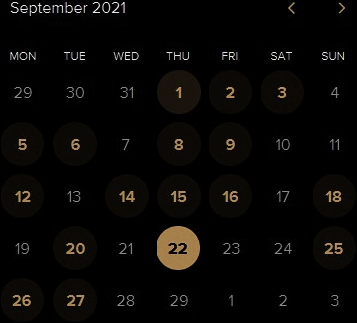 September 2021
MON TUE WED THU FRI SAT SUN
29 30 31 1 2 3 4
5 6 7 8 9 10 11
12 13 14 15 16 17 18
19 20 21 22 23 24 25
26 27 28 29 1 2 3